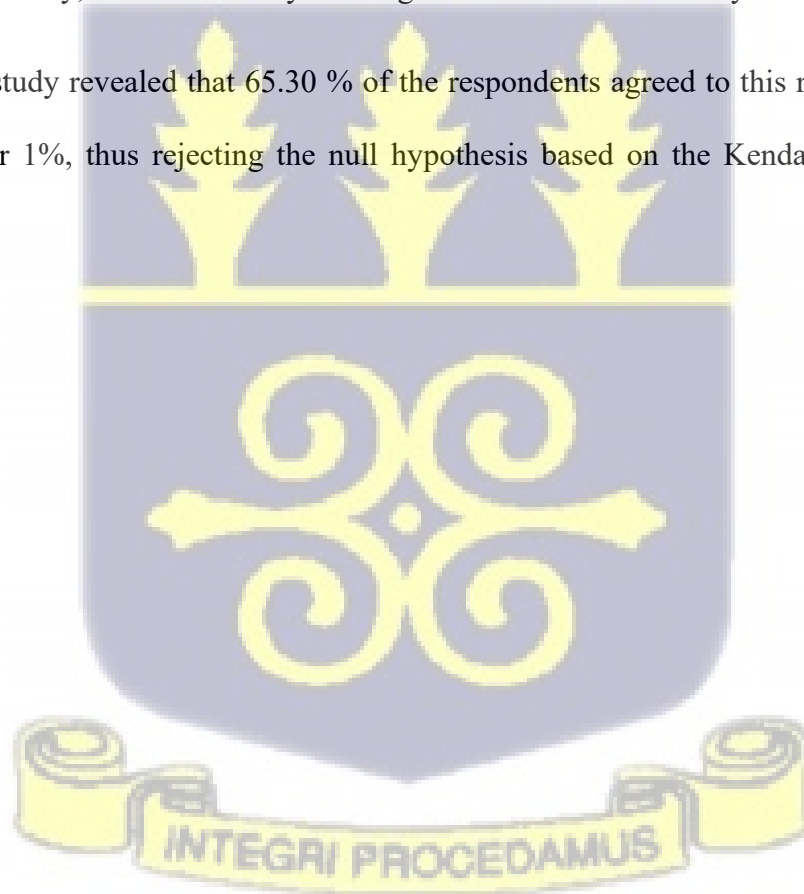 study revealed that 65.30 % of the respondents agreed to this
1%, thus rejecting the null hypothesis based on the
INTEGRI PROCEDAMUS